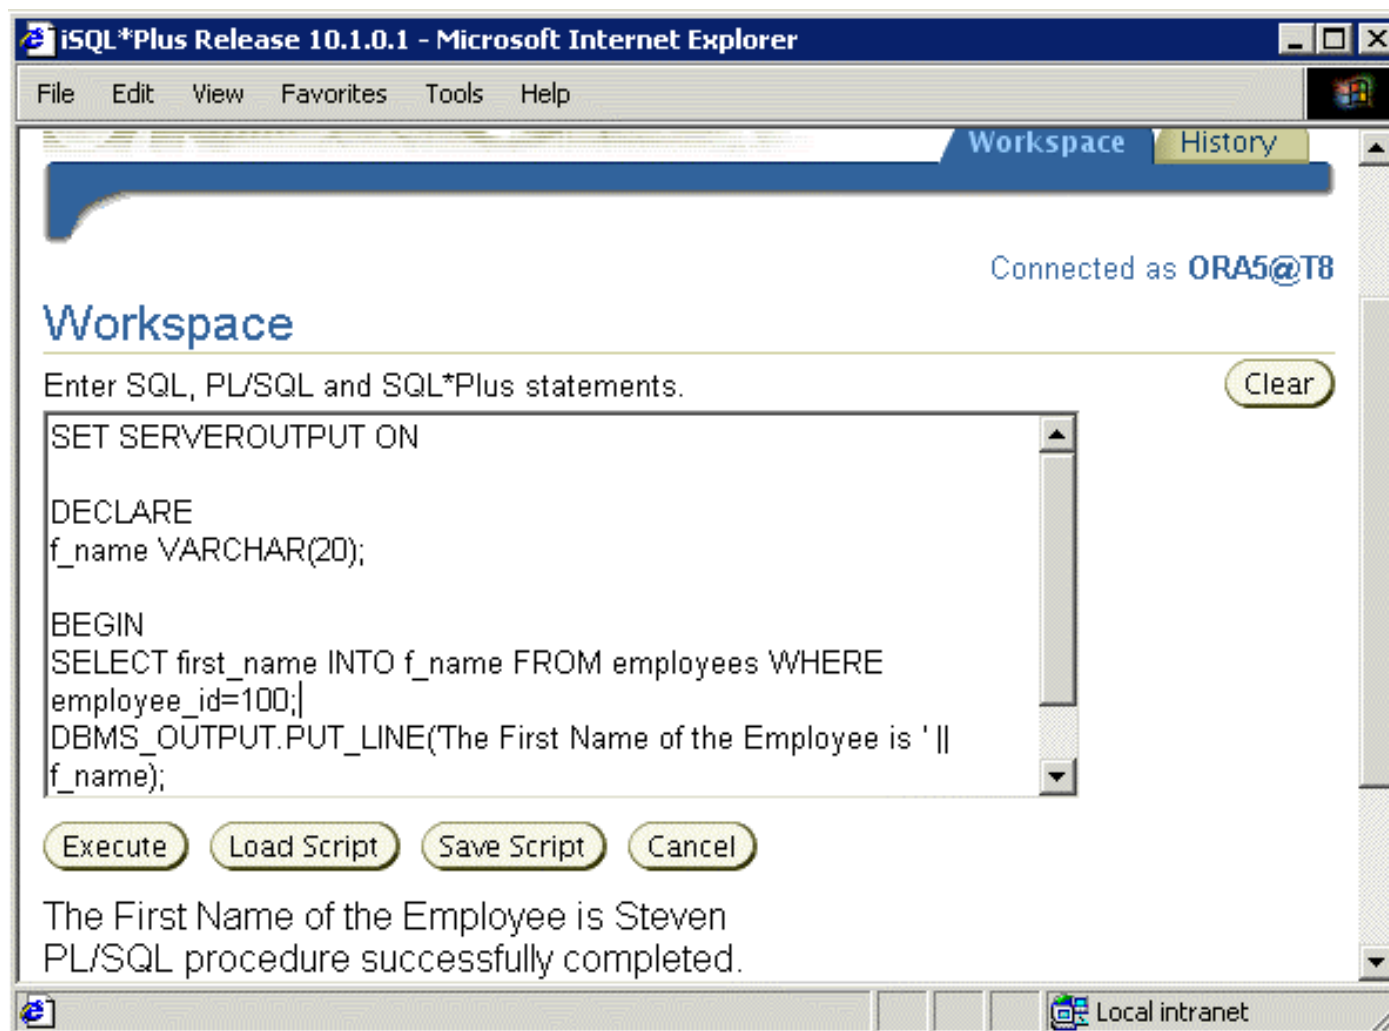 iSQL*Plus Release 10.1.0.1 - Microsoft Internet Explorer
File Edit View Favorites Tools Help
Workspace History
Connected as ORA5@T8
Workspace
Enter SQL, PL/SQL and SQL*Plus statements.
Clear
SET SERVEROUTPUT ON
DECLARE
f_name VARCHAR(20);
BEGIN
SELECT first_name INTO f_name FROM employees WHERE
employee_id=100;
DBMS_OUTPUT.PUT_LINE('The First Name of the Employee is ' ||
f_name);
Execute Load Script Save Script Cancel
The First Name of the Employee is Steven
PL/SQL procedure successfully completed.
Local intranet